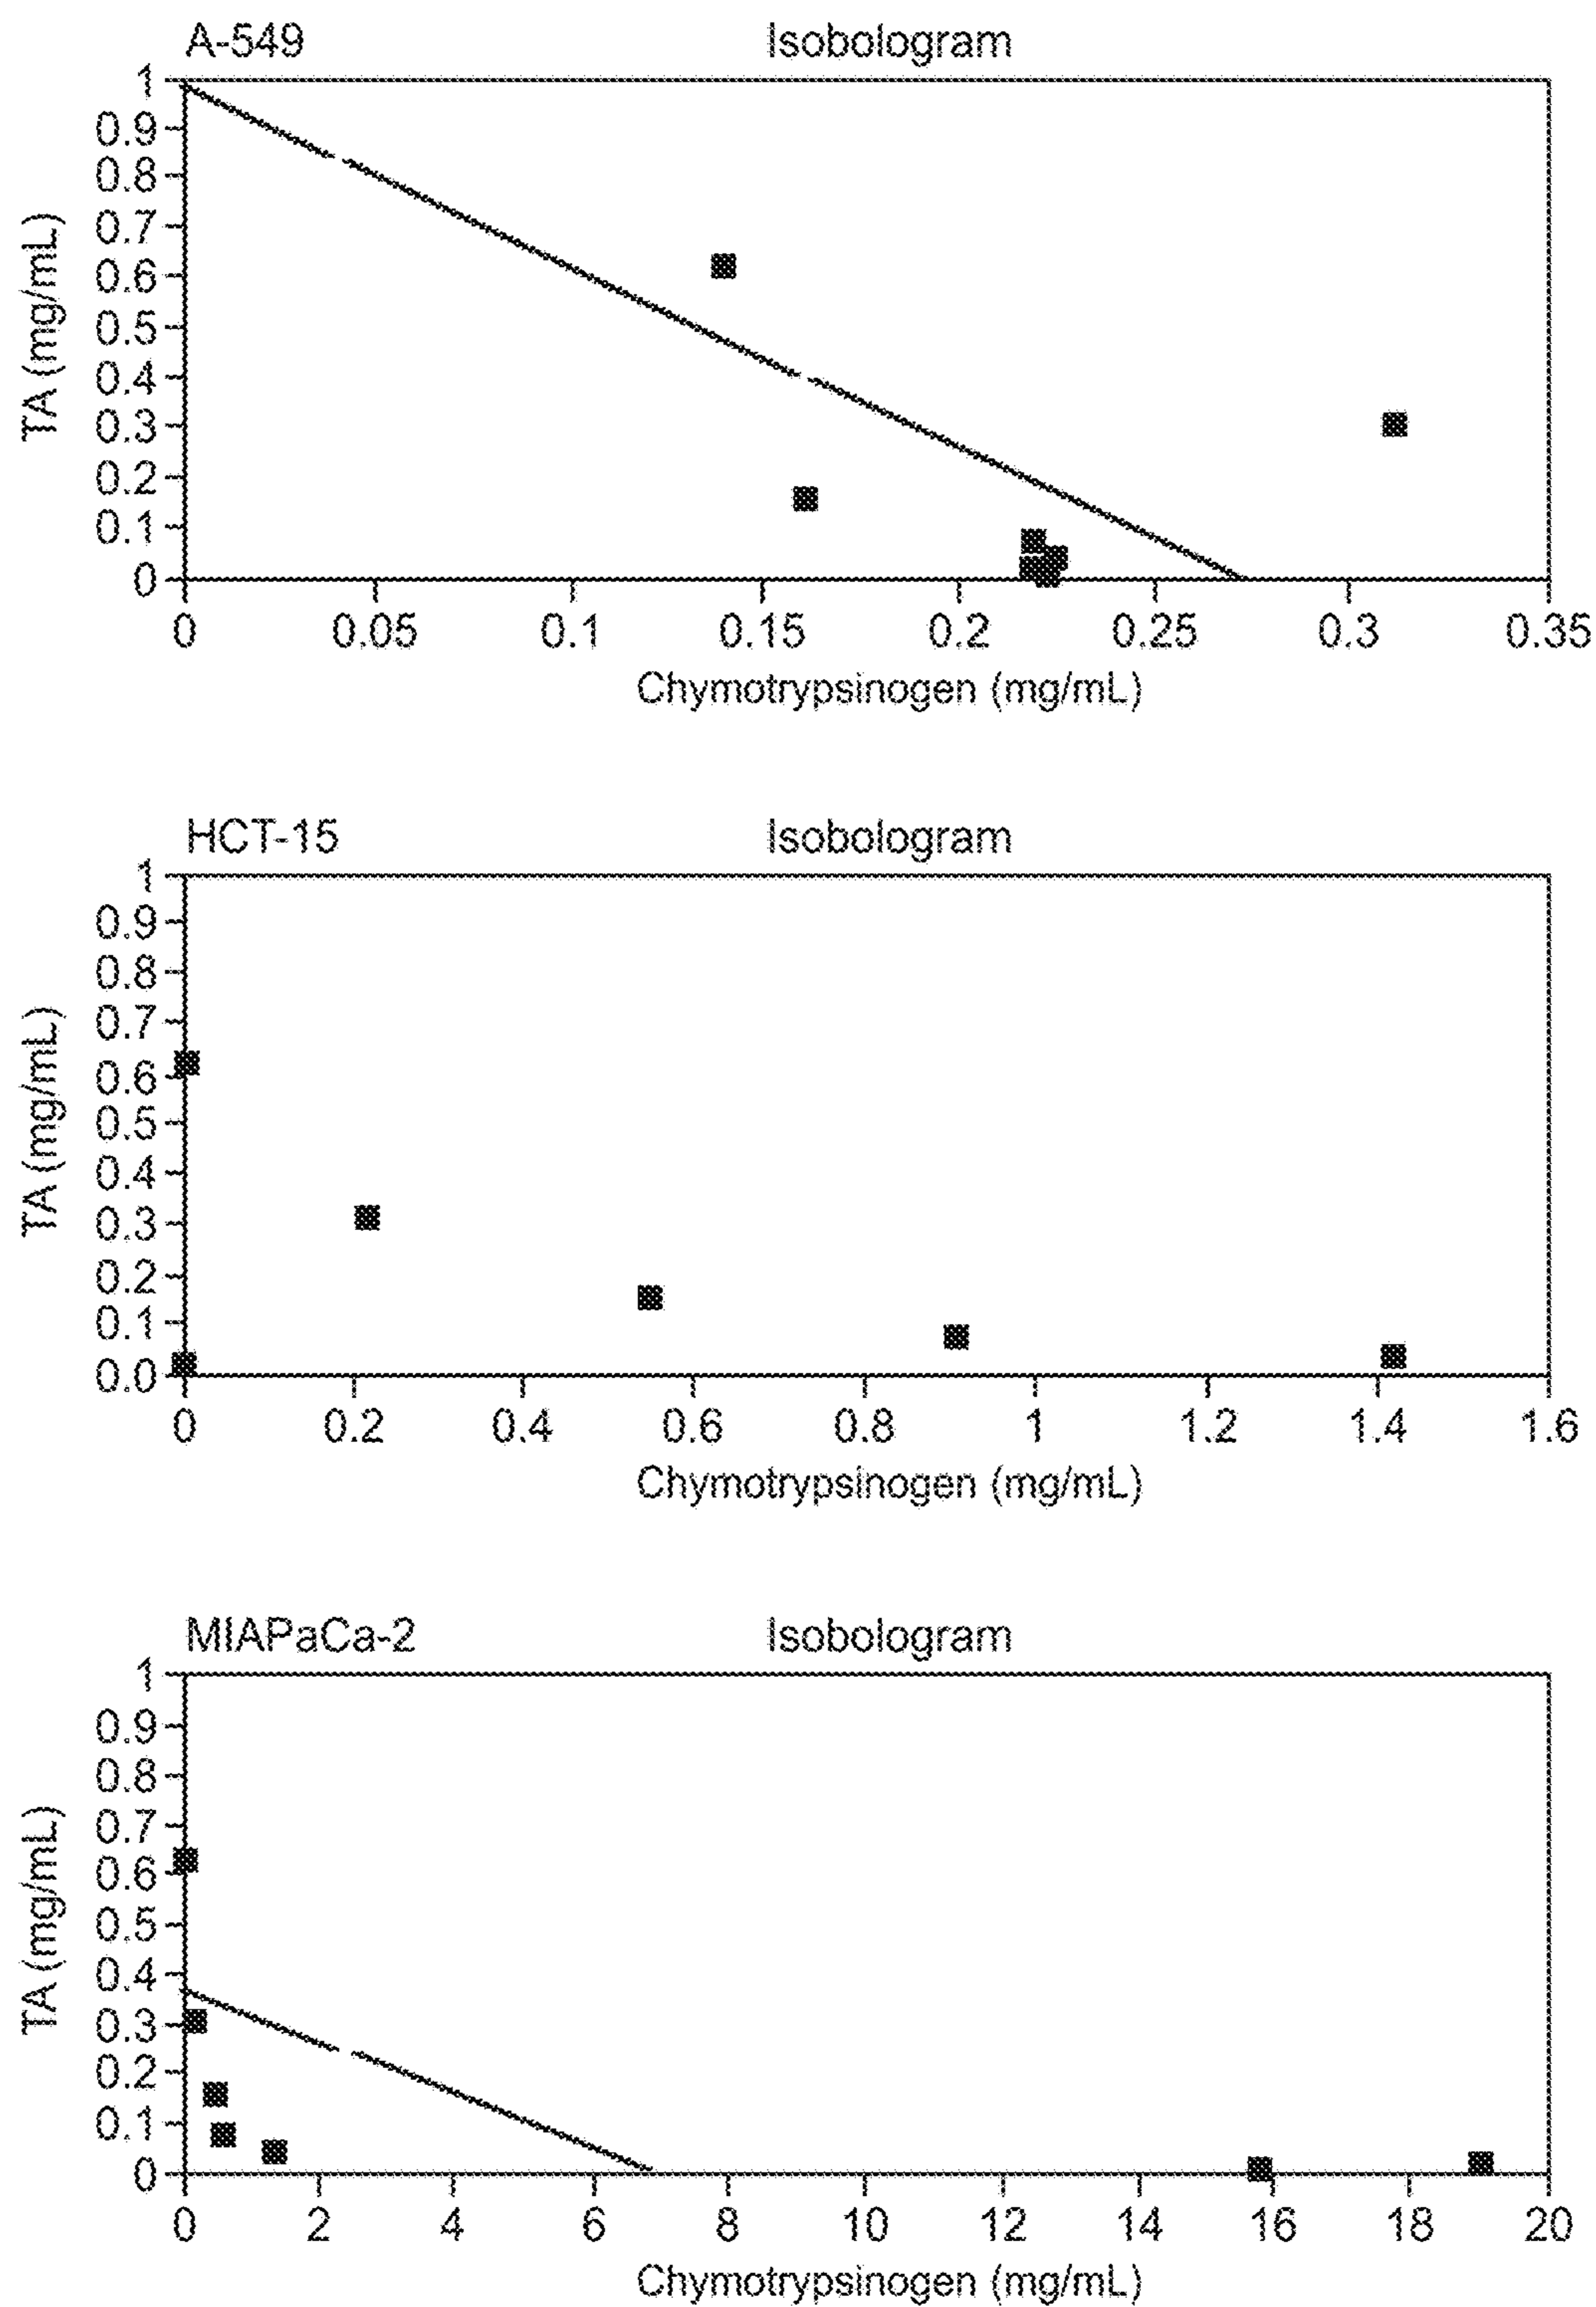 A-549 Isobologram
1
0.9
0.8
0.7
0.6
0.5
0.4
0.3
0.2
0.1
0
TA (mg/mL)
0 0.05 0.1 0.15 0.2 0.25 0.3 0.35
Chymotrypsinogen (mg/mL)
HCT-15 Isobologram
1
0.9
0.8
0.7
0.6
0.5
0.4
0.3
0.2
0.1
0.0
TA (mg/mL)
0 0.2 0.4 0.6 0.8 1 1.2 1.4 1.6
Chymotrypsinogen (mg/mL)
MIAPaCa-2 Isobologram
1
0.9
0.8
0.7
0.6
0.5
0.4
0.3
0.2
0.1
0
TA (mg/mL)
0 2 4 6 8 10 12 14 16 18 20
Chymotrypsinogen (mg/mL)